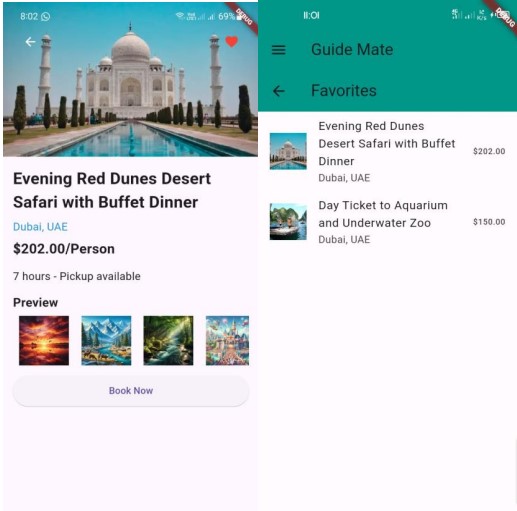 8:02
69%
DEBUG
Evening Red Dunes Desert
Safari with Buffet Dinner
Dubai, UAE
$202.00/Person
7 hours - Pickup available
Preview
Book Now
11:01
DEBUG
Guide Mate
Favorites
Evening Red Dunes
Desert Safari with Buffet
Dinner
$202.00
Dubai, UAE
Day Ticket to Aquarium
and Underwater Zoo
$150.00
Dubai, UAE